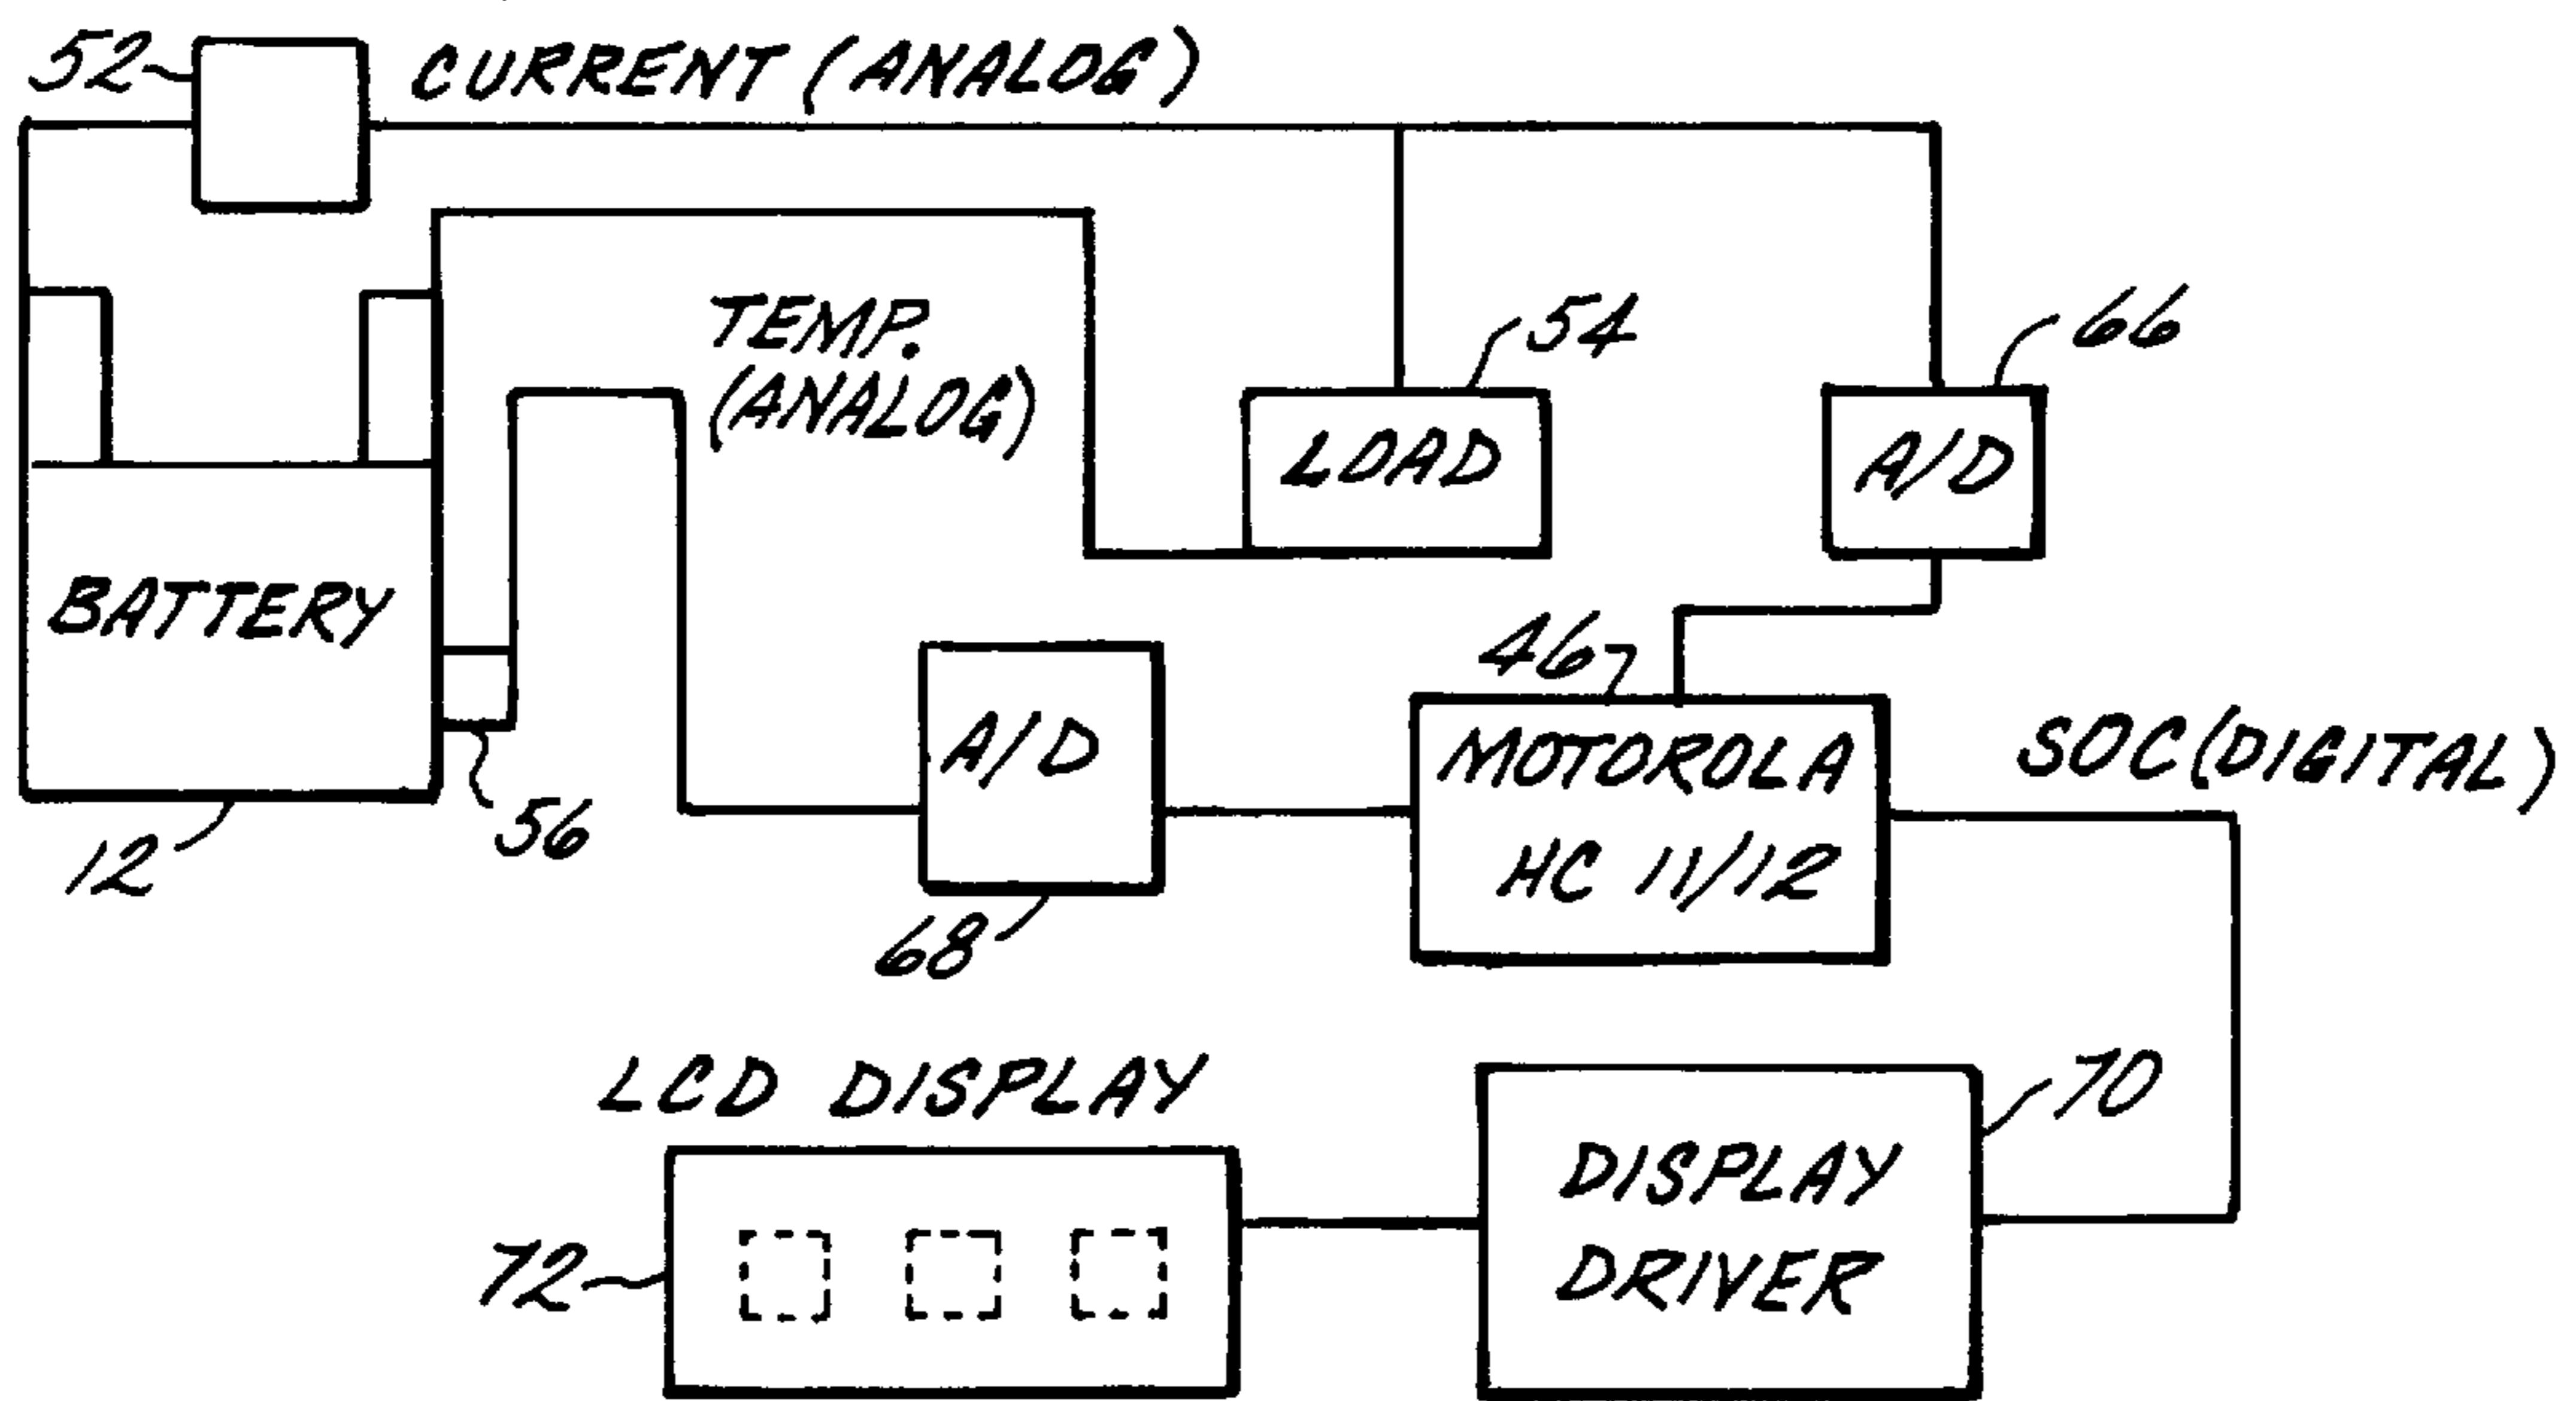 52
CURRENT (ANALOG)
TEMP.
(ANALOG)
54
66
LOAD
A/D
BATTERY
46
A/D
MOTOROLA
HC 11/12
SOC (DIGITAL)
56
12
68
LCD DISPLAY
70
DISPLAY
DRIVER
72